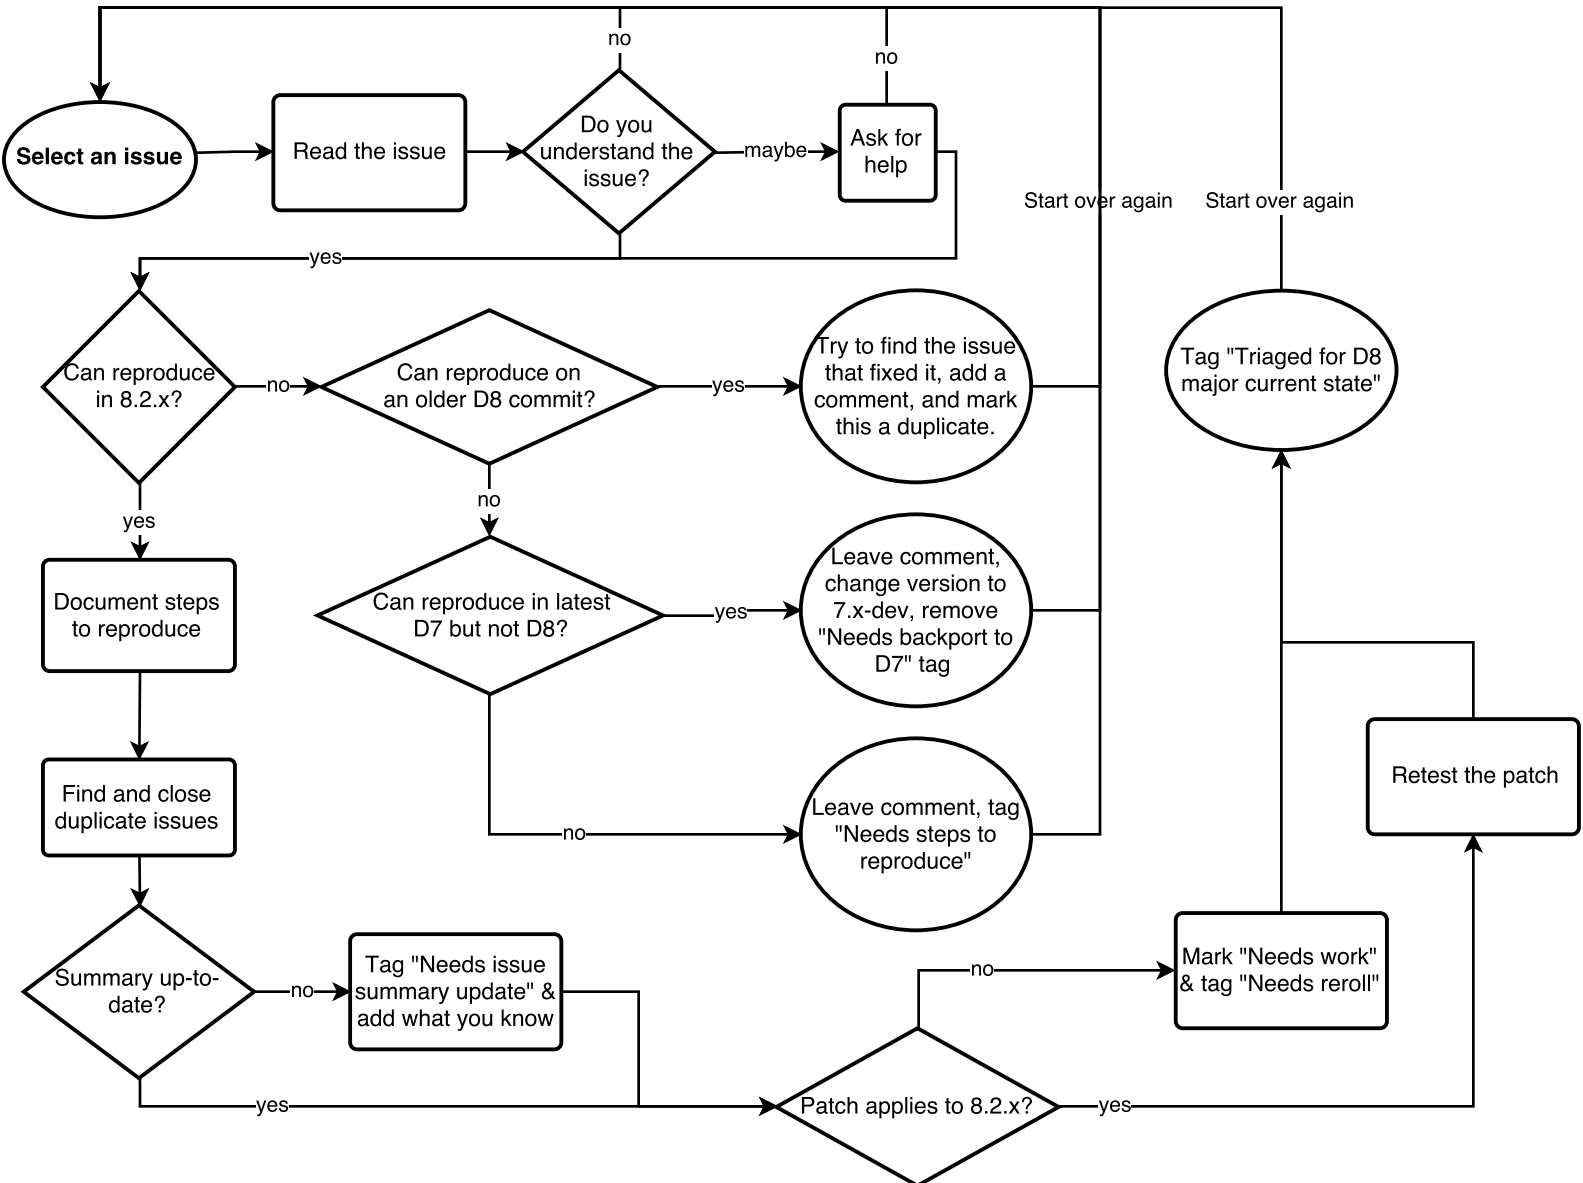 no
no
Select an issue
Read the issue
Do you
understand the
issue?
maybe
Ask for
help
Start over again
Start over again
yes
Can reproduce
in 8.2.x?
no
Can reproduce on
an older D8 commit?
yes
Try to find the issue
that fixed it, add a
comment, and mark
this a duplicate.
Tag "Triaged for D8
major current state"
yes
no
Document steps
to reproduce
Can reproduce in latest
D7 but not D8?
yes
Leave comment,
change version to
7.x-dev, remove
"Needs backport to
D7" tag
Retest the patch
Find and close
duplicate issues
no
Leave comment, tag
"Needs steps to
reproduce"
Summary up-to-
date?
no
Tag "Needs issue
summary update" &
add what you know
no
Mark "Needs work"
& tag "Needs reroll"
yes
Patch applies to 8.2.x?
yes